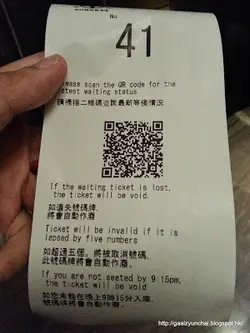 No
41
Please scan the QR code for the
latest waiting status
請掃描二維碼查詢最新等候情況
If the waiting ticket is lost,
the ticket will be void.
如遺失號碼牌，
將會自動作廢
Ticket will be invalid if it is
lapsed by five numbers
如超過五個。將被取消號碼，
此號碼牌將會自動作廢。
If you are not seated by 9:15pm,
the ticket will be void.
如您未能在晚上9時15分入座，
號碼牌將會自動作廢。
http://gasizyunchai.blogspot.hk/